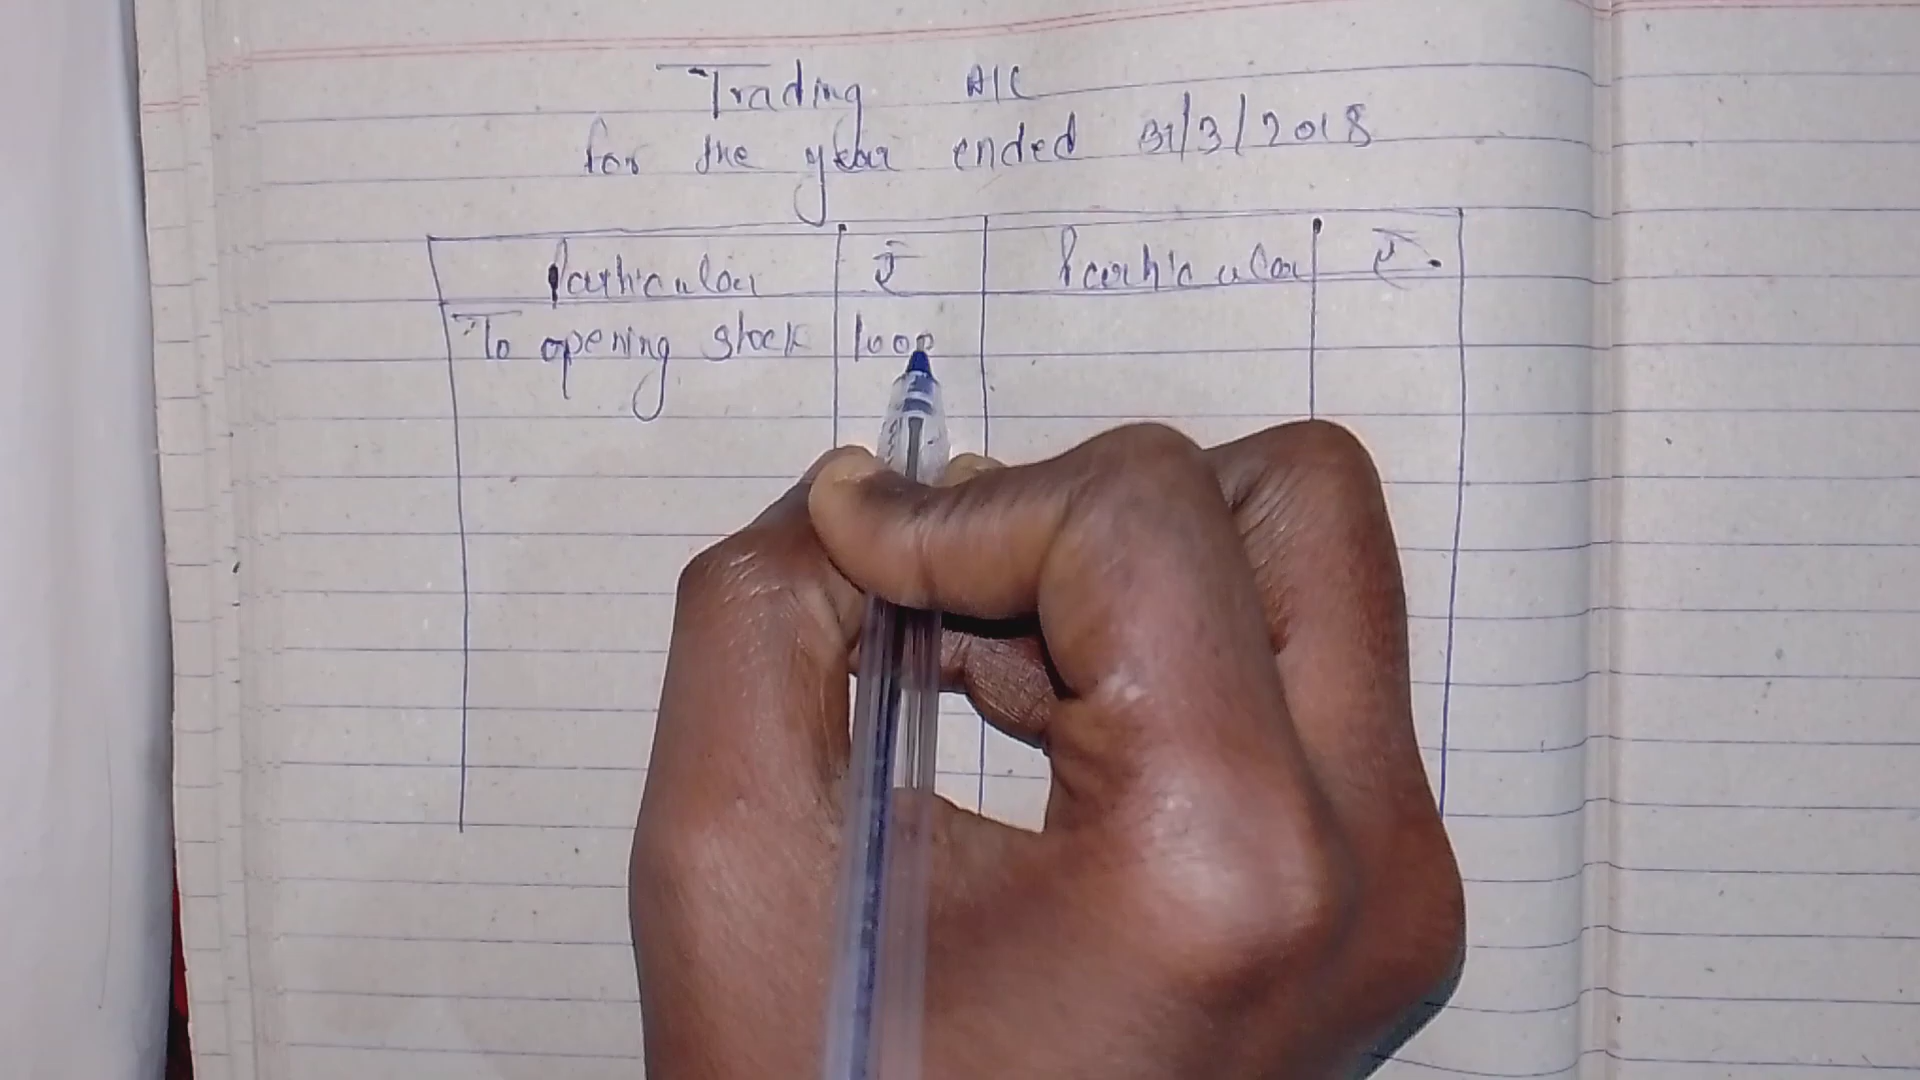 Trading A/C
for the year ended 31/3/2018
Particular ₹ Particular ₹
To opening stock 1000